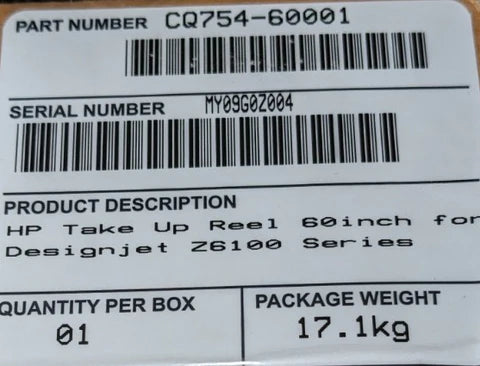 PART NUMBER CQ754-60001
SERIAL NUMBER MY09G0Z004
PRODUCT DESCRIPTION
HP Take Up Reel 60inch for
Designjet Z6100 Series
QUANTITY PER BOX
01
PACKAGE WEIGHT
17.1kg